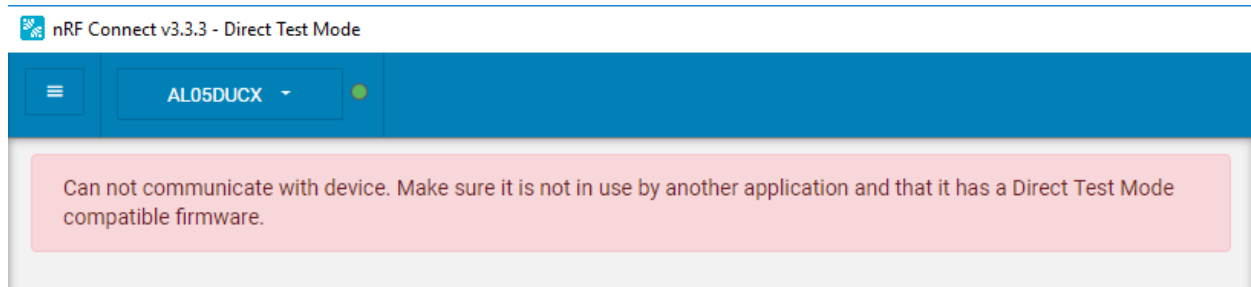 nRF Connect v3.3.3 - Direct Test Mode
AL05DUCX
Can not communicate with device. Make sure it is not in use by another application and that it has a Direct Test Mode
compatible firmware.